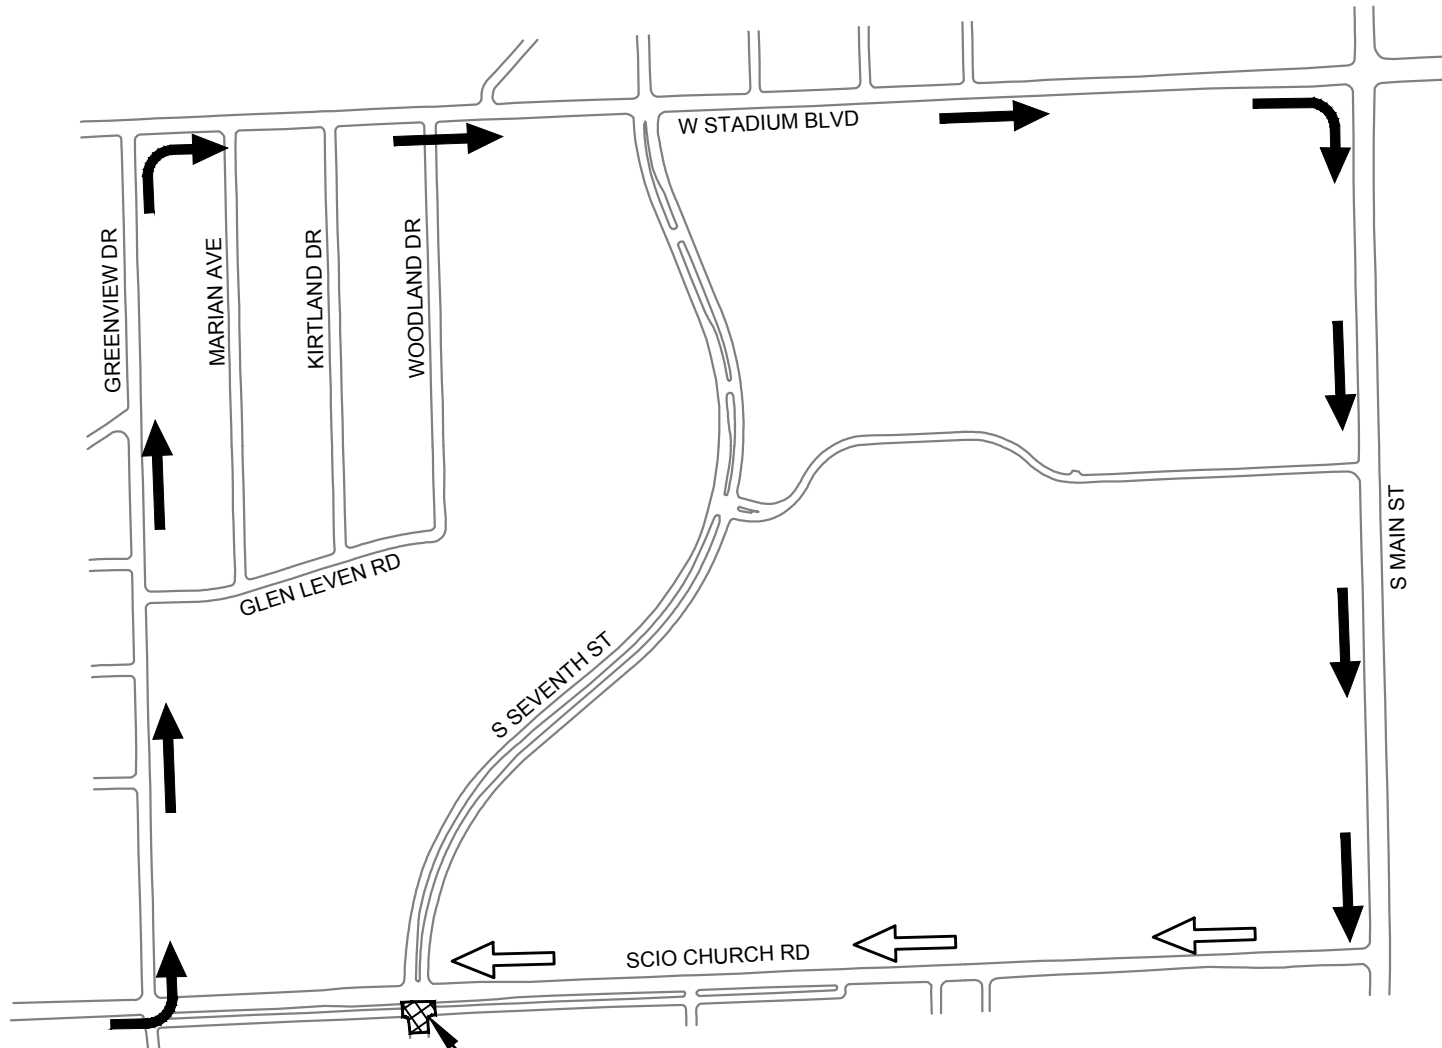 W STADIUM BLVD
GREENVIEW DR
MARIAN AVE
KIRTLAND DR
WOODLAND DR
S MAIN ST
GLEN LEVEN RD
S SEVENTH ST
SCIO CHURCH RD